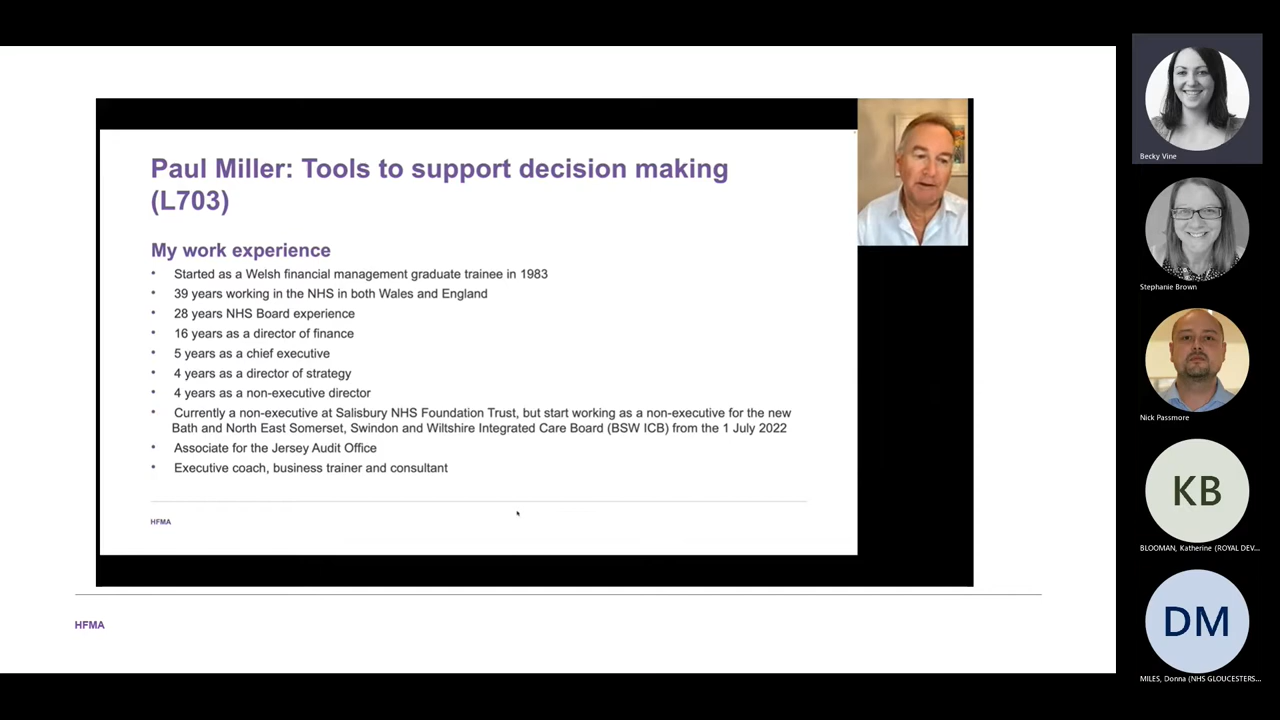 Paul Miller: Tools to support decision making
(L703)
My work experience
• Started as a Welsh financial management graduate trainee in 1983
• 39 years working in the NHS in both Wales and England
• 28 years NHS Board experience
• 16 years as a director of finance
• 5 years as a chief executive
• 4 years as a director of strategy
• 4 years as a non-executive director
• Currently a non-executive at Salisbury NHS Foundation Trust, but start working as a non-executive for the new
Bath and North East Somerset, Swindon and Wiltshire Integrated Care Board (BSW ICB) from the 1 July 2022
• Associate for the Jersey Audit Office
• Executive coach, business trainer and consultant
HFMA
HFMA
Becky Vine
Stephanie Brown
Nick Passmore
KB
BLOOMAN, Katherine (ROYAL DEV...
DM
MILES, Donna (NHS GLOUCESTERS...